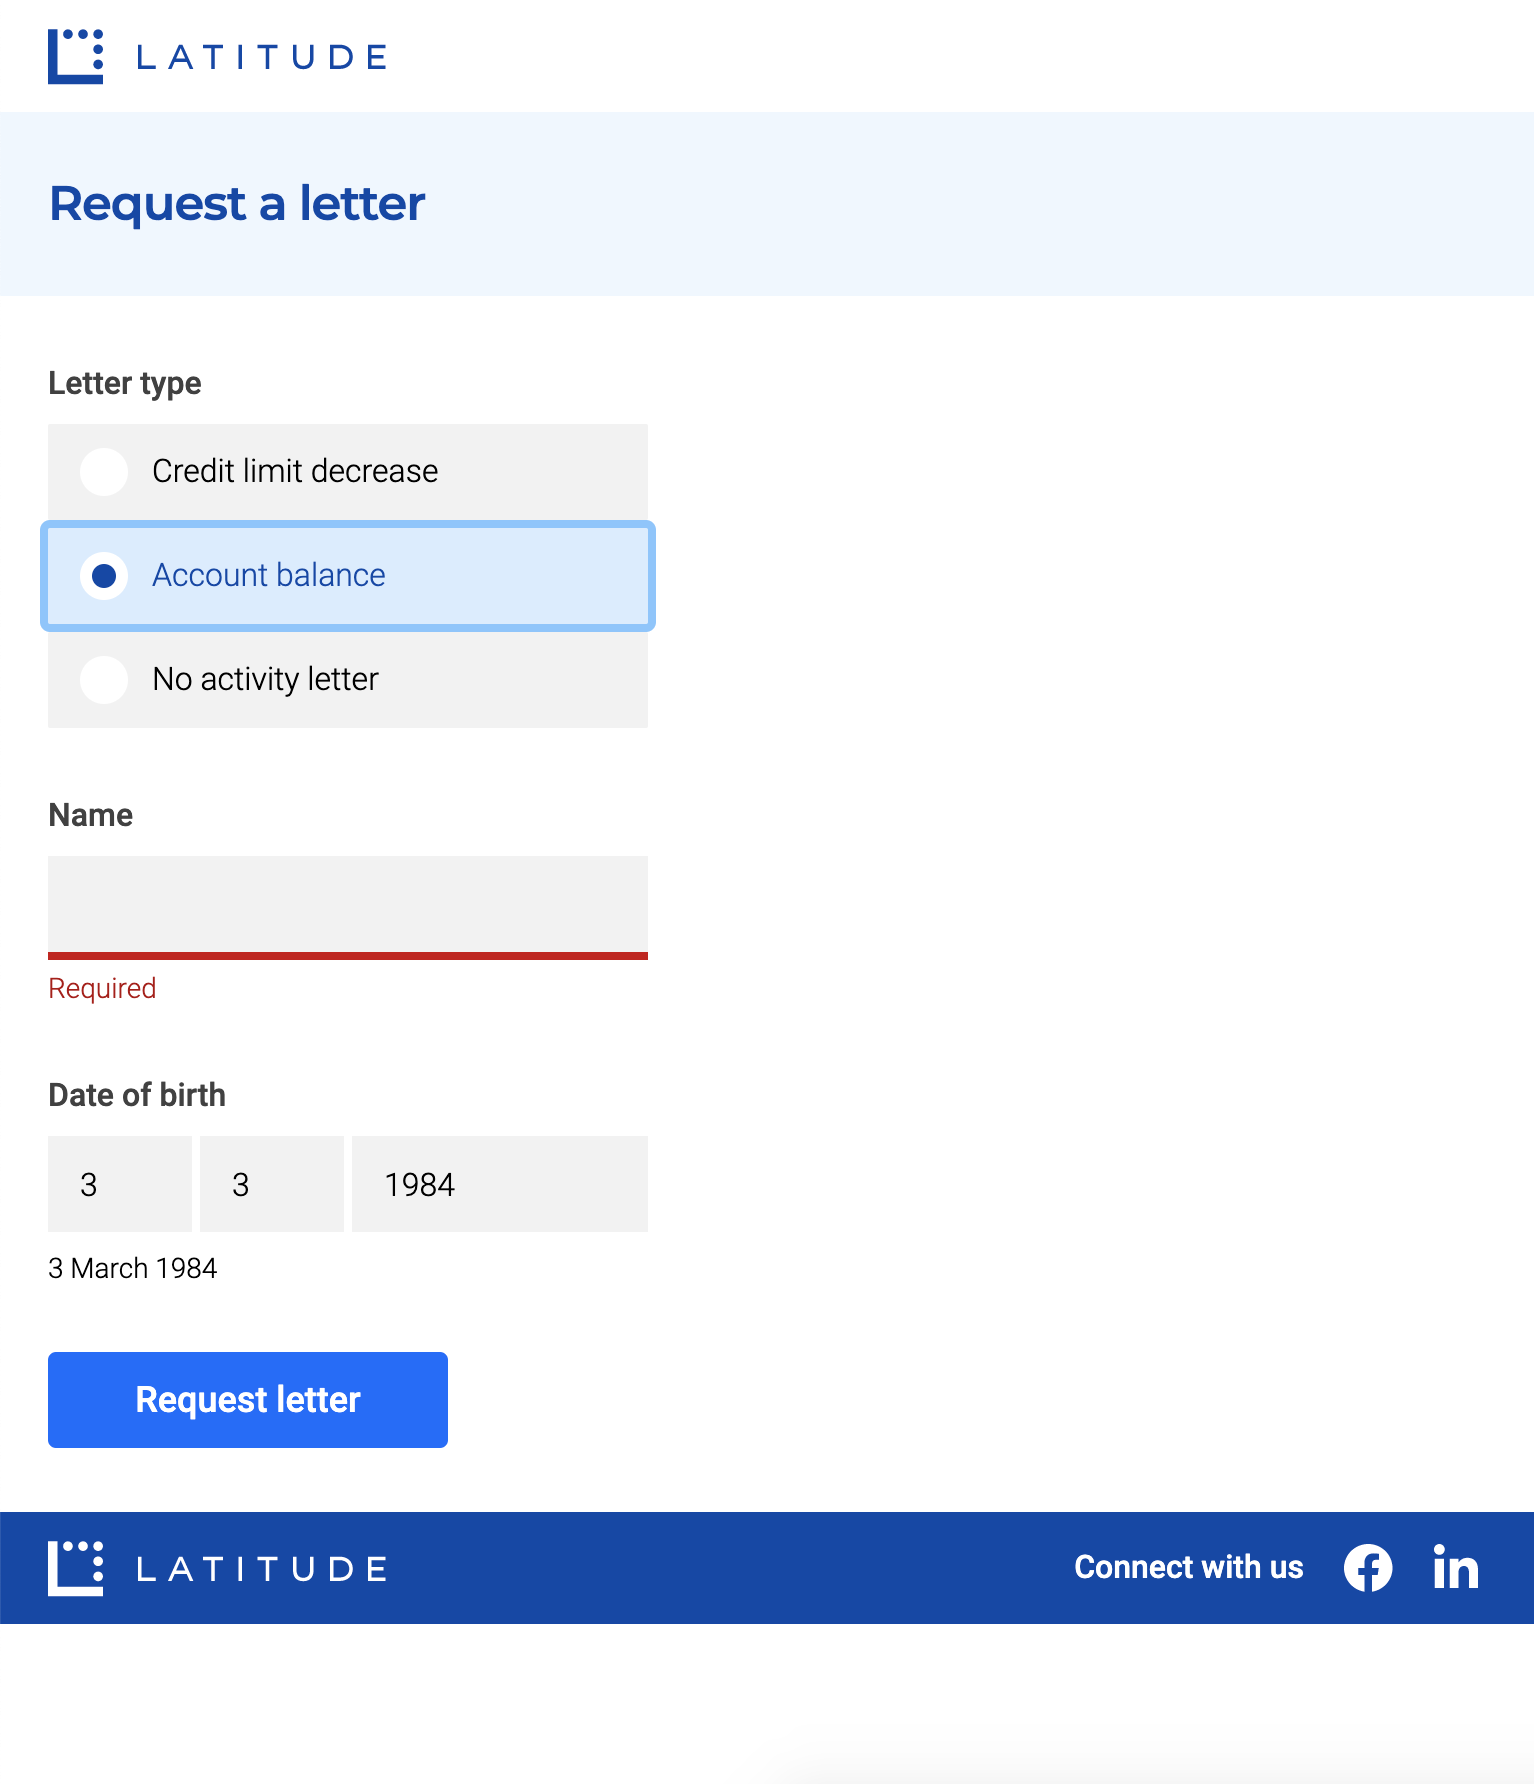 LATITUDE
Request a letter
Letter type
Credit limit decrease
Account balance
No activity letter
Name
Required
Date of birth
3 3 1984
3 March 1984
Request letter
LATITUDE Connect with us